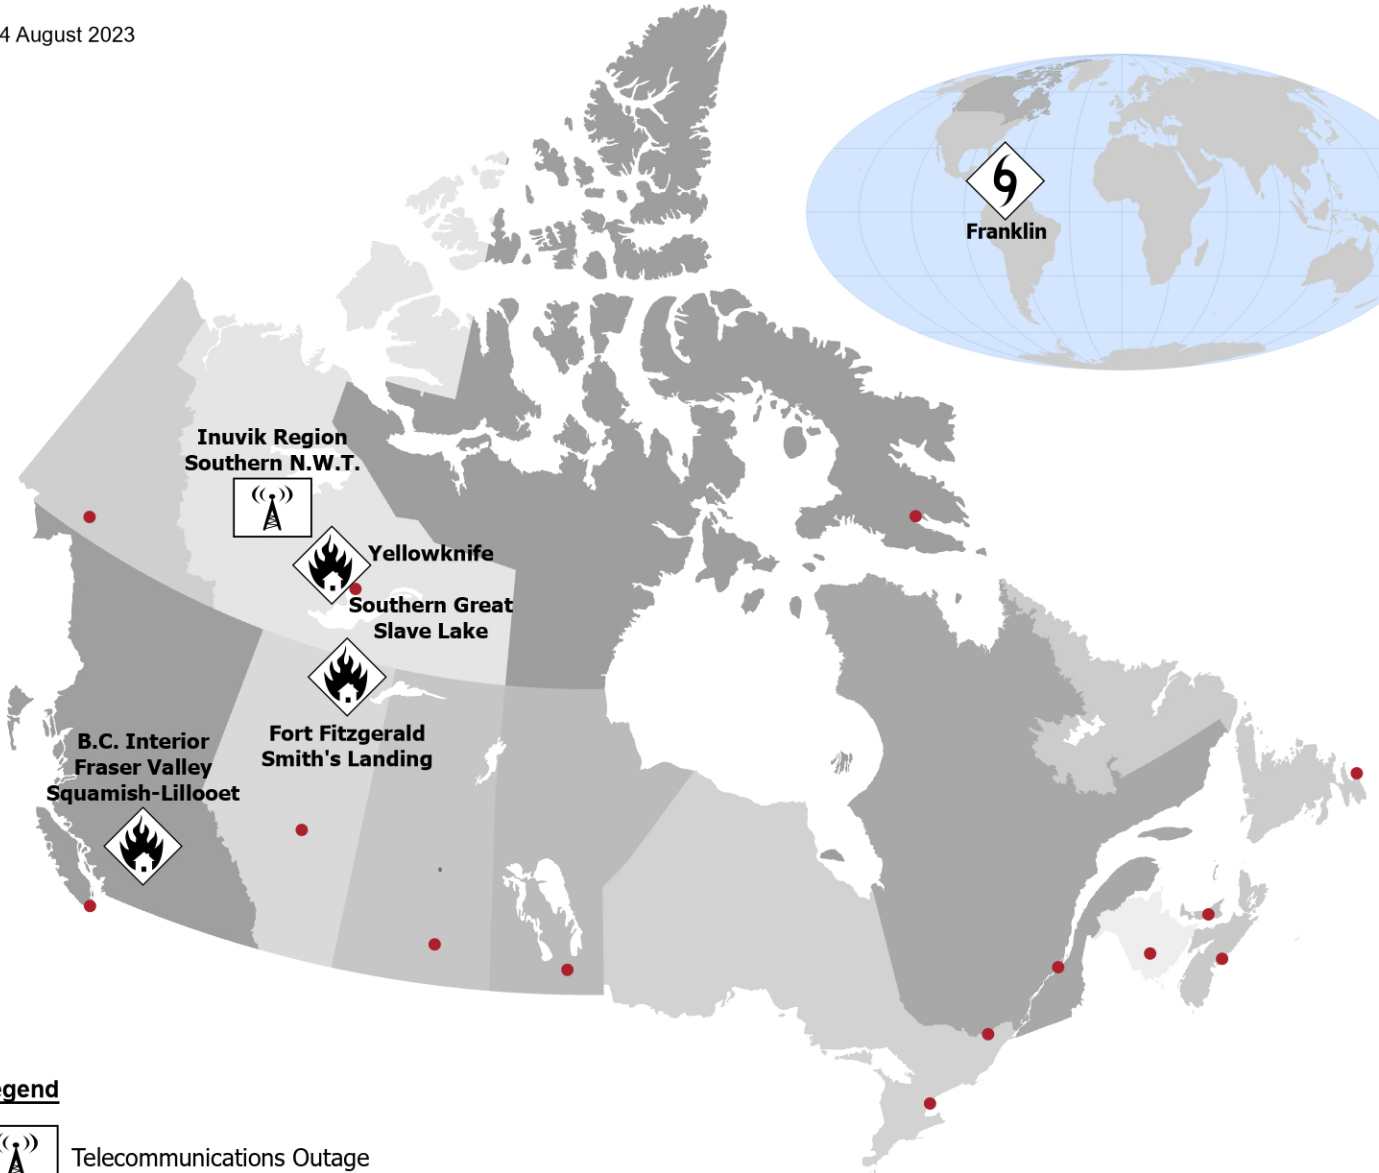 4 August 2023
Franklin
Inuvik Region
Southern N.W.T.
Yellowknife
Southern Great
Slave Lake
Fort Fitzgerald
Smith's Landing
B.C. Interior
Fraser Valley
Squamish-Lillooet
egend
Telecommunications Outage